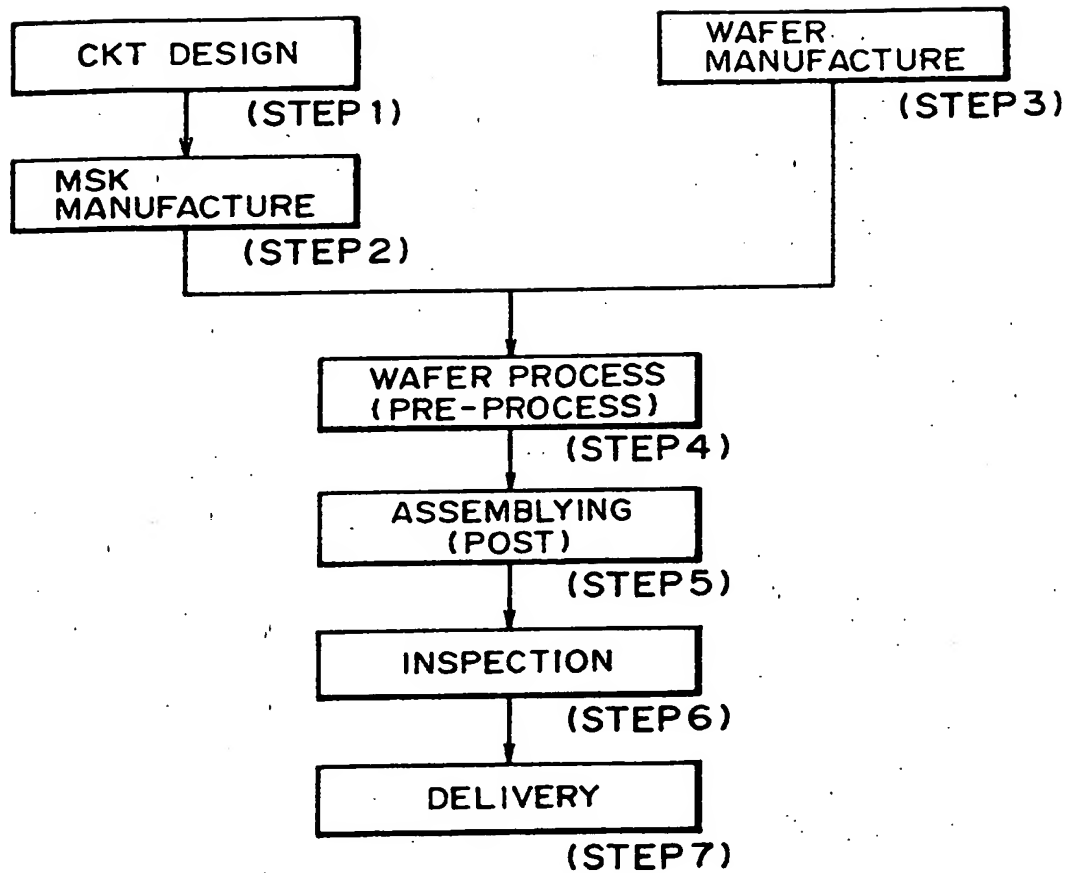 CKT DESIGN
(STEP1)
MSK
MANUFACTURE
(STEP2)
WAFER
MANUFACTURE
(STEP3)
WAFER PROCESS
(PRE-PROCESS)
(STEP4)
ASSEMBLYING
(POST)
(STEP5)
INSPECTION
(STEP6)
DELIVERY
(STEP7)